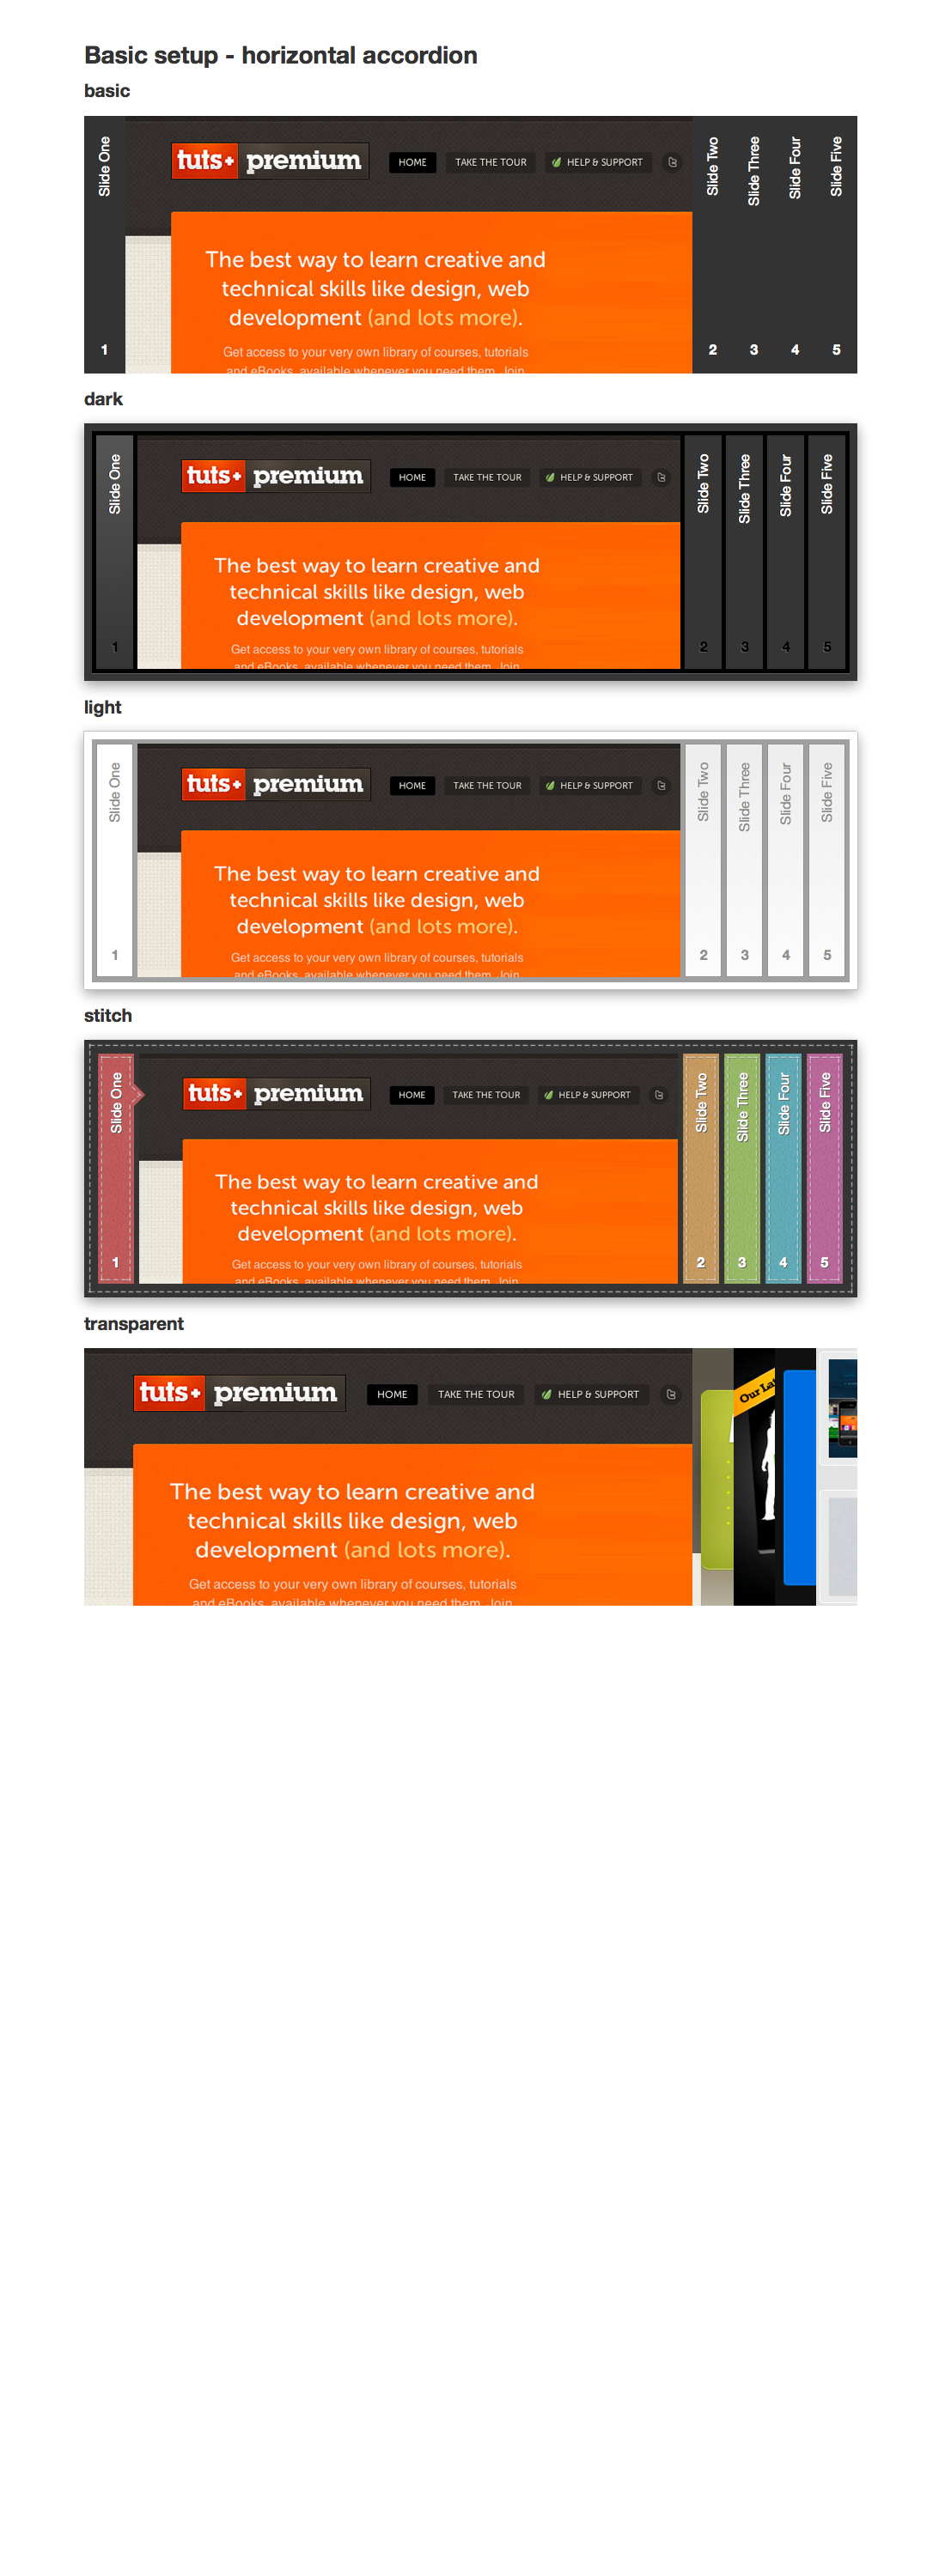 Basic setup - horizontal accordion
basic
Slide One
1
tuts+ premium
HOME
TAKE THE TOUR
HELP & SUPPORT
The best way to learn creative and
technical skills like design, web
development (and lots more).
Get access to your very own library of courses, tutorials
and eBooks, available whenever you need them. Join
Slide Two
Slide Three
Slide Four
Slide Five
2
3
4
5
dark
Slide One
1
tuts+ premium
HOME
TAKE THE TOUR
HELP & SUPPORT
The best way to learn creative and
technical skills like design, web
development (and lots more).
Get access to your very own library of courses, tutorials
and eBooks, available whenever you need them. Join
Slide Two
Slide Three
Slide Four
Slide Five
2
3
4
5
light
Slide One
1
tuts+ premium
HOME
TAKE THE TOUR
HELP & SUPPORT
The best way to learn creative and
technical skills like design, web
development (and lots more).
Get access to your very own library of courses, tutorials
and eBooks, available whenever you need them. Join
Slide Two
Slide Three
Slide Four
Slide Five
2
3
4
5
stitch
Slide One
1
tuts+ premium
HOME
TAKE THE TOUR
HELP & SUPPORT
The best way to learn creative and
technical skills like design, web
development (and lots more).
Get access to your very own library of courses, tutorials
and eBooks, available whenever you need them. Join
Slide Two
Slide Three
Slide Four
Slide Five
2
3
4
5
transparent
tuts+ premium
HOME
TAKE THE TOUR
HELP & SUPPORT
The best way to learn creative and
technical skills like design, web
development (and lots more).
Get access to your very own library of courses, tutorials
and eBooks, available whenever you need them. Join
Our